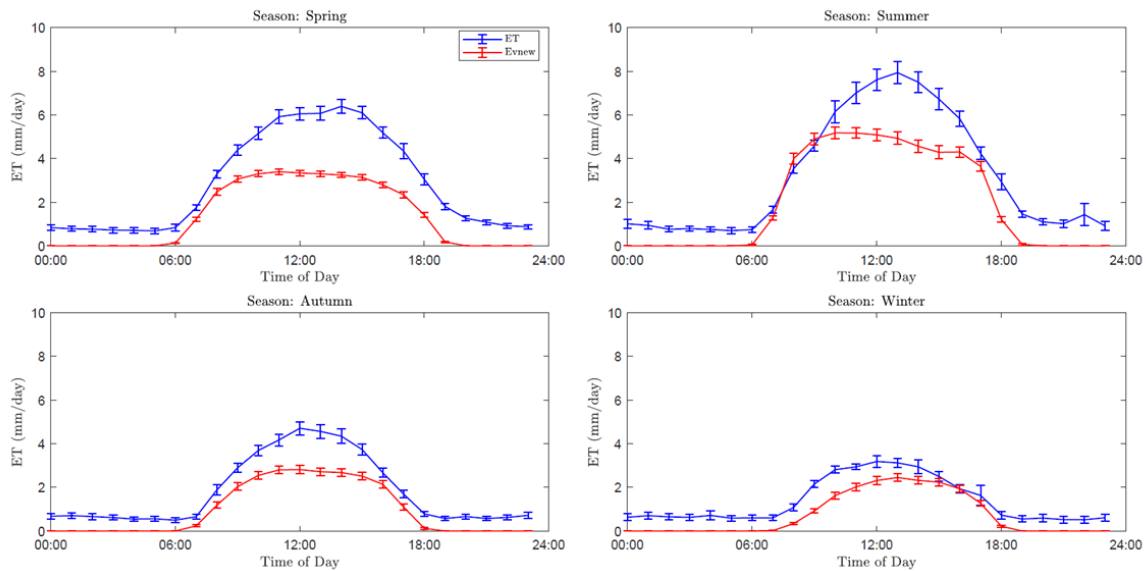 Season: Spring
10
8
6
4
2
0
ET (mm/day)
00:00 06:00 12:00 18:00 24:00
Time of Day
ET
Evnew
Season: Summer
10
8
6
4
2
0
ET (mm/day)
00:00 06:00 12:00 18:00 24:00
Time of Day
Season: Autumn
10
8
6
4
2
0
ET (mm/day)
00:00 06:00 12:00 18:00 24:00
Time of Day
Season: Winter
10
8
6
4
2
0
ET (mm/day)
00:00 06:00 12:00 18:00 24:00
Time of Day